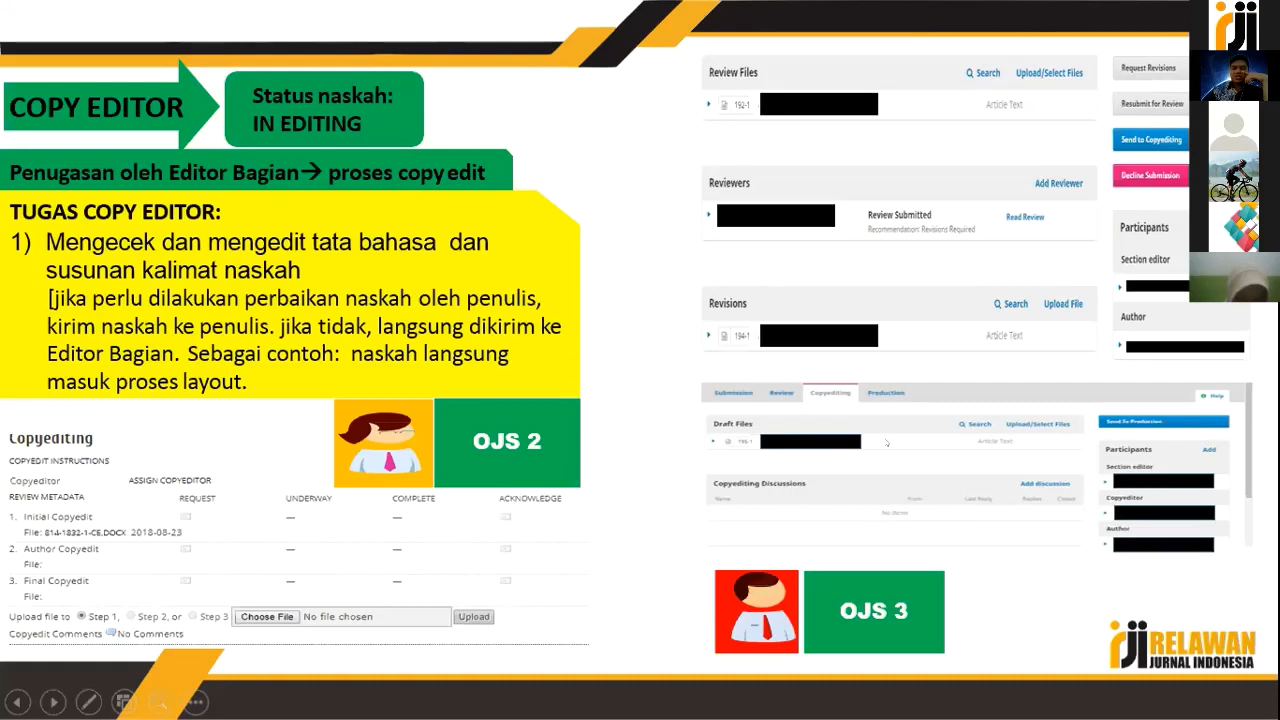 COPY EDITOR
Status naskah:
IN EDITING
Penugasan oleh Editor Bagian→ proses copy edit
TUGAS COPY EDITOR:
1) Mengecek dan mengedit tata bahasa dan
susunan kalimat naskah
[jika perlu dilakukan perbaikan naskah oleh penulis,
kirim naskah ke penulis. jika tidak, langsung dikirim ke
Editor Bagian. Sebagai contoh: naskah langsung
masuk proses layout.
OJS 2
Copyediting
COPYEDIT INSTRUCTIONS
Copyeditor ASSIGN COPYEDITOR
REVIEW METADATA REQUEST UNDERWAY COMPLETE ACKNOWLEDGE
1. Initial Copyedit — —
File: 814-1832-1-CE.DOCX 2018-08-23
2. Author Copyedit — —
File:
3. Final Copyedit — —
File:
Upload file to Step 1, Step 2, or Step 3 Choose File No file chosen Upload
Copyedit Comments No Comments
Review Files Search Upload/Select Files
192-1 Article Text
Reviewers Add Reviewer
Review Submitted Read Review
Recommendation: Revisions Required
Revisions Search Upload File
194-1 Article Text
Request Revisions
Resubmit for Review
Send to Copyediting
Decline Submission
Participants
Section editor
Author
Submission Review Copyediting Production
Help
Draft Files Search Upload/Select Files
195-1 Article Text
Copyediting Discussions Add discussion
Name From Last Reply Replies Closed
No Items
Send To Production
Participants Add
Section editor
Copyeditor
Author
OJS 3
rji
rji RELAWAN
JURNAL INDONESIA